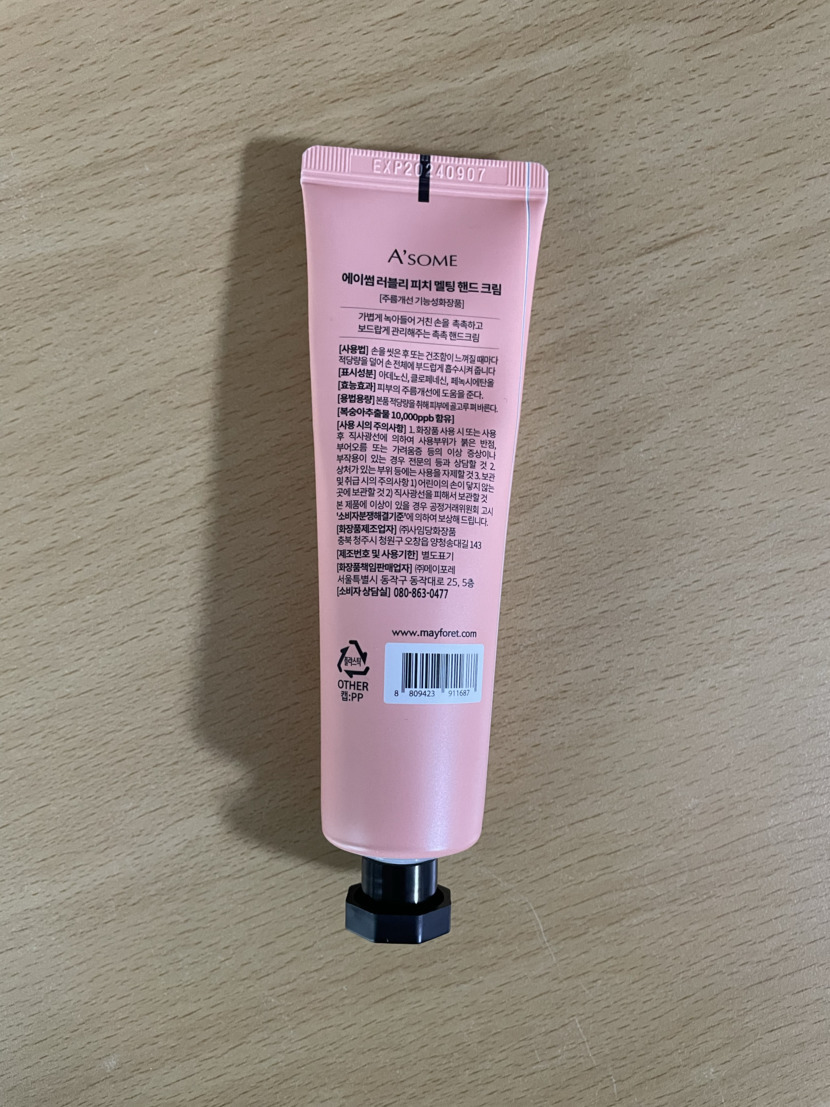 EXP20240907
A'SOME
에이썸 러블리 피치 멜팅 핸드 크림
[주름개선 기능성화장품]
가볍게 녹아들어 거친 손을 촉촉하고
보드랍게 관리해주는 촉촉 핸드크림
[사용법] 손을 씻은 후 또는 건조함이 느껴질 때마다
적당량을 덜어 손 전체에 부드럽게 흡수시켜 줍니다
[표시성분] 아데노신, 클로페네신, 페녹시에탄올
[효능효과] 피부의 주름개선에 도움을 준다.
[용법용량] 본품 적당량을 취해 피부에 골고루 펴 바른다.
[복숭아추출물 10,000ppb 함유]
[사용 시의 주의사항] 1. 화장품 사용 시 또는 사용
후 직사광선에 의하여 사용부위가 붉은 반점,
부어오름 또는 가려움증 등의 이상 증상이나
부작용이 있는 경우 전문의 등과 상담할 것 2.
상처가 있는 부위 등에는 사용을 자제할 것 3. 보관
및 취급 시의 주의사항 1) 어린이의 손이 닿지 않는
곳에 보관할 것 2) 직사광선을 피해서 보관할 것
본 제품에 이상이 있을 경우 공정거래위원회 고시
'소비자분쟁해결기준'에 의하여 보상해 드립니다.
[화장품제조업자] ㈜사임당화장품
충북 청주시 청원구 오창읍 양청송대길 143
[제조번호 및 사용기한] 별도표기
[화장품책임판매업자] ㈜메이포레
서울특별시 동작구 동작대로 25, 5층
[소비자 상담실] 080-863-0477
www.mayforet.com
플라스틱
OTHER
캡:PP
8 809423 911687